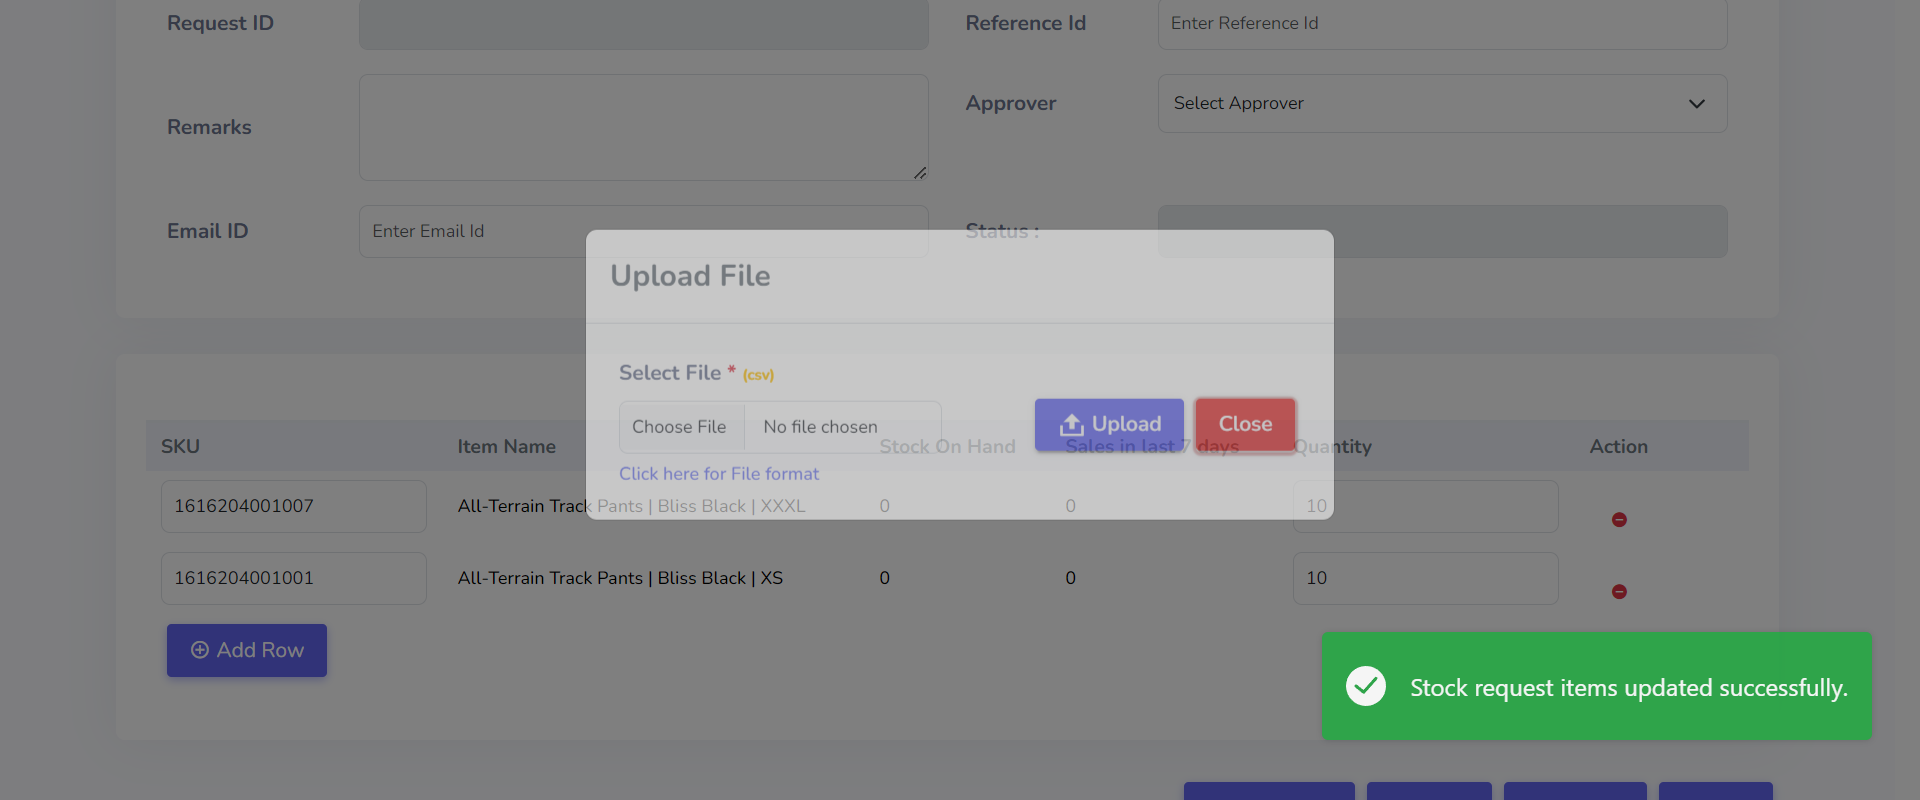 Request ID
Reference Id
Enter Reference Id
Remarks
Approver
Select Approver
Email ID
Enter Email Id
Status :
Upload File
Select File * (csv)
Choose File No file chosen
Upload
Close
Click here for File format
SKU Item Name Stock On Hand Sales in last 7 days Quantity Action
1616204001007 All-Terrain Track Pants | Bliss Black | XXXL 0 0 10
1616204001001 All-Terrain Track Pants | Bliss Black | XS 0 0 10
Add Row
Stock request items updated successfully.